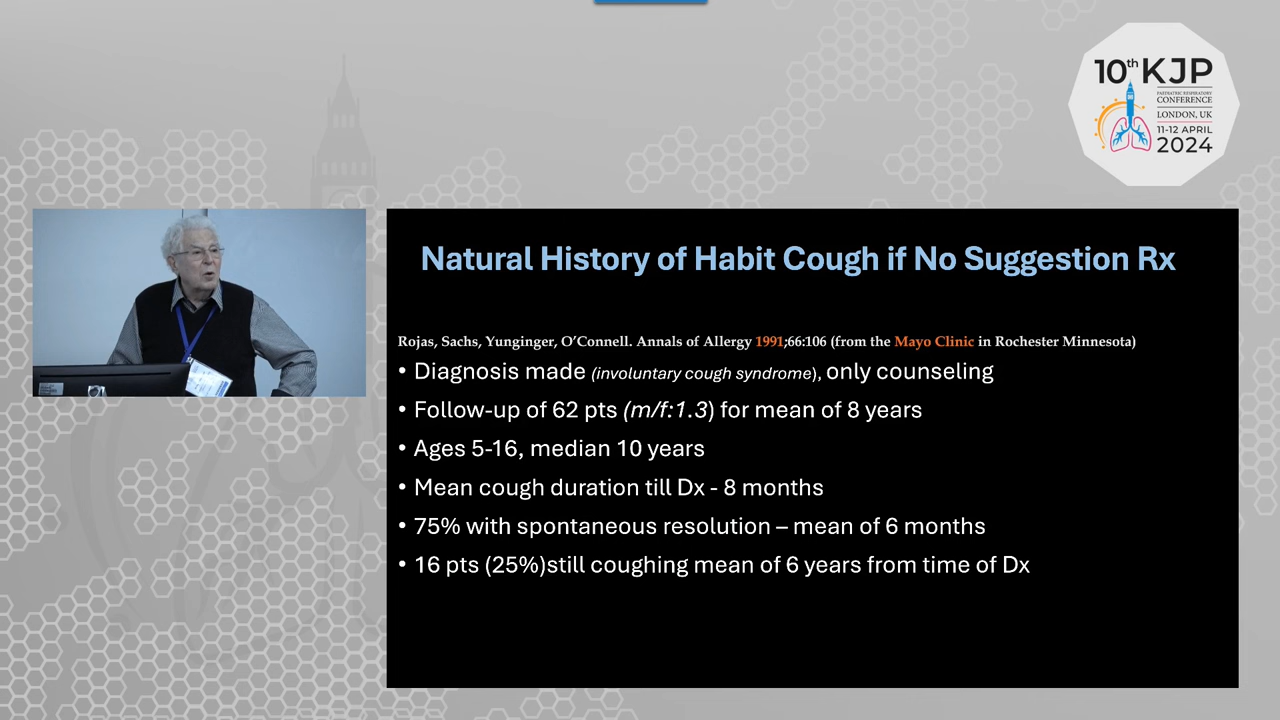 10th KJP
PAEDIATRIC RESPIRATORY
CONFERENCE
LONDON, UK
11-12 APRIL
2024
Natural History of Habit Cough if No Suggestion Rx
Rojas, Sachs, Yunginger, O’Connell. Annals of Allergy 1991;66:106 (from the Mayo Clinic in Rochester Minnesota)
• Diagnosis made (involuntary cough syndrome), only counseling
• Follow-up of 62 pts (m/f:1.3) for mean of 8 years
• Ages 5-16, median 10 years
• Mean cough duration till Dx - 8 months
• 75% with spontaneous resolution – mean of 6 months
• 16 pts (25%)still coughing mean of 6 years from time of Dx